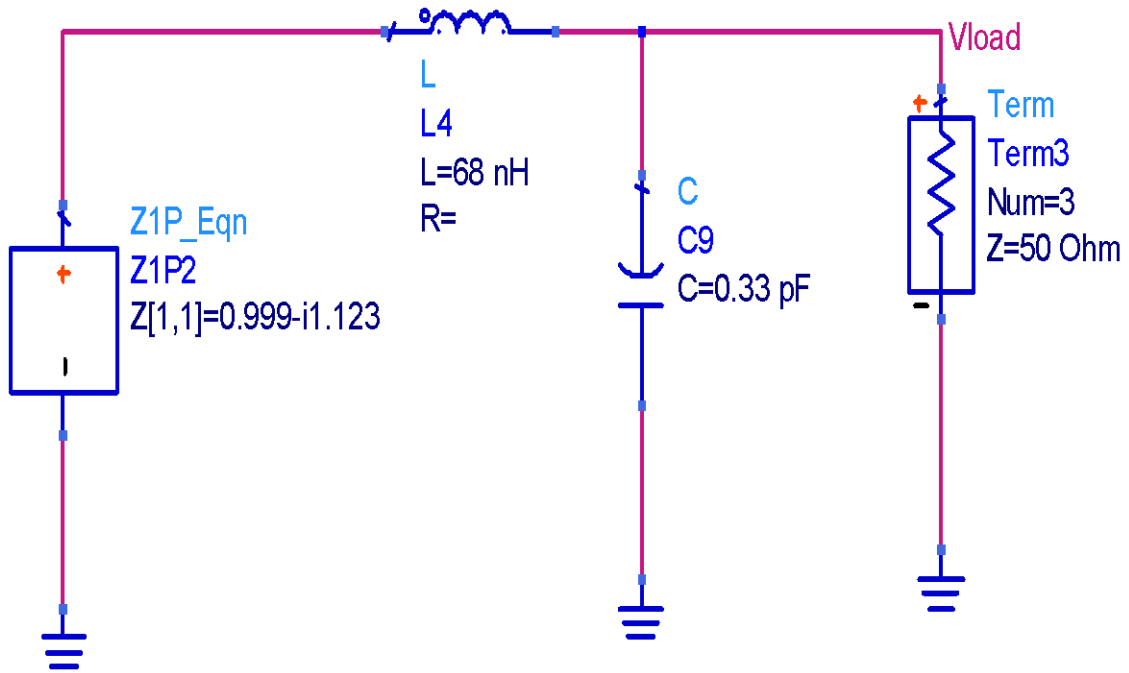 L
L4
L=68 nH
R=
Vload
Term
Term3
Num=3
Z=50 Ohm
C
C9
C=0.33 pF
Z1P_Eqn
Z1P2
Z[1,1]=0.999-i1.123